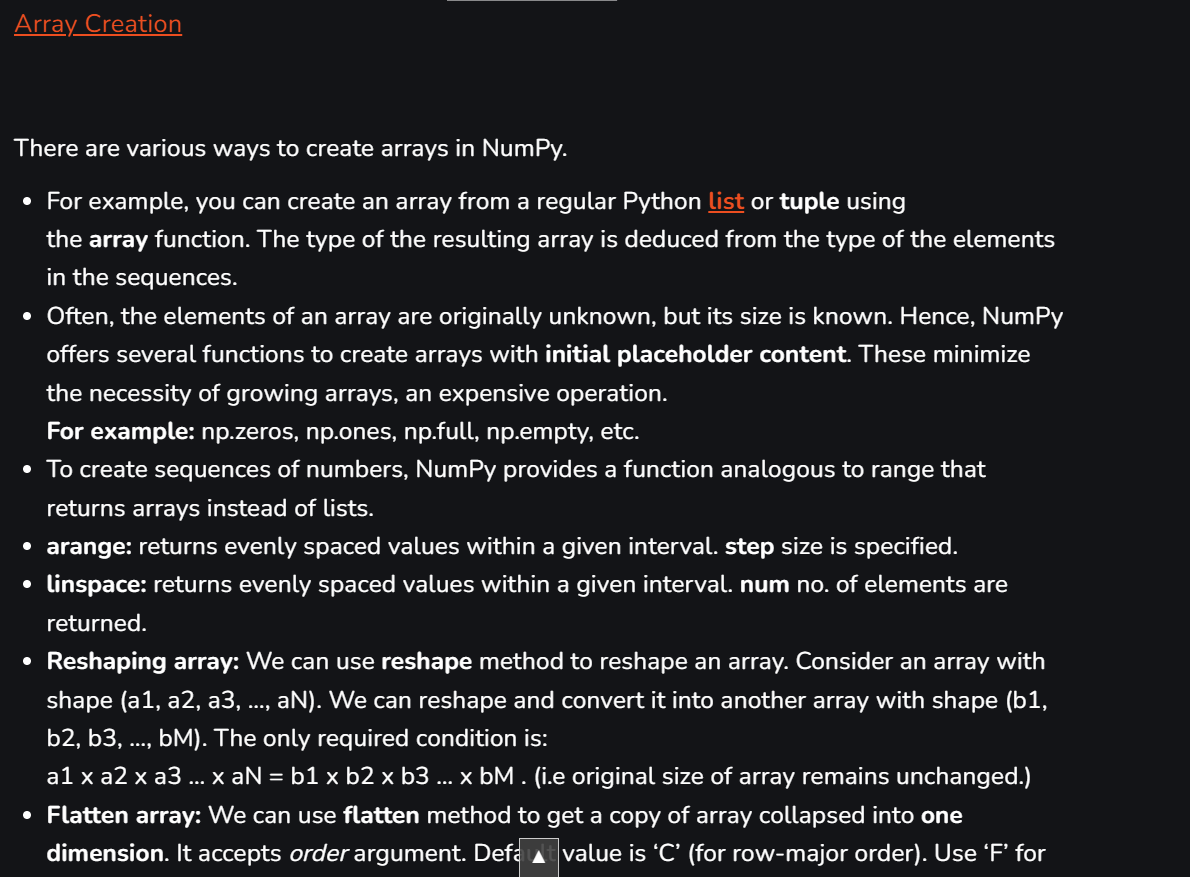 Array Creation
There are various ways to create arrays in NumPy.
• For example, you can create an array from a regular Python list or tuple using
the array function. The type of the resulting array is deduced from the type of the elements
in the sequences.
• Often, the elements of an array are originally unknown, but its size is known. Hence, NumPy
offers several functions to create arrays with initial placeholder content. These minimize
the necessity of growing arrays, an expensive operation.
For example: np.zeros, np.ones, np.full, np.empty, etc.
• To create sequences of numbers, NumPy provides a function analogous to range that
returns arrays instead of lists.
• arange: returns evenly spaced values within a given interval. step size is specified.
• linspace: returns evenly spaced values within a given interval. num no. of elements are
returned.
• Reshaping array: We can use reshape method to reshape an array. Consider an array with
shape (a1, a2, a3, …, aN). We can reshape and convert it into another array with shape (b1,
b2, b3, …, bM). The only required condition is:
a1 x a2 x a3 … x aN = b1 x b2 x b3 … x bM . (i.e original size of array remains unchanged.)
• Flatten array: We can use flatten method to get a copy of array collapsed into one
dimension. It accepts order argument. Default value is ‘C’ (for row-major order). Use ‘F’ for